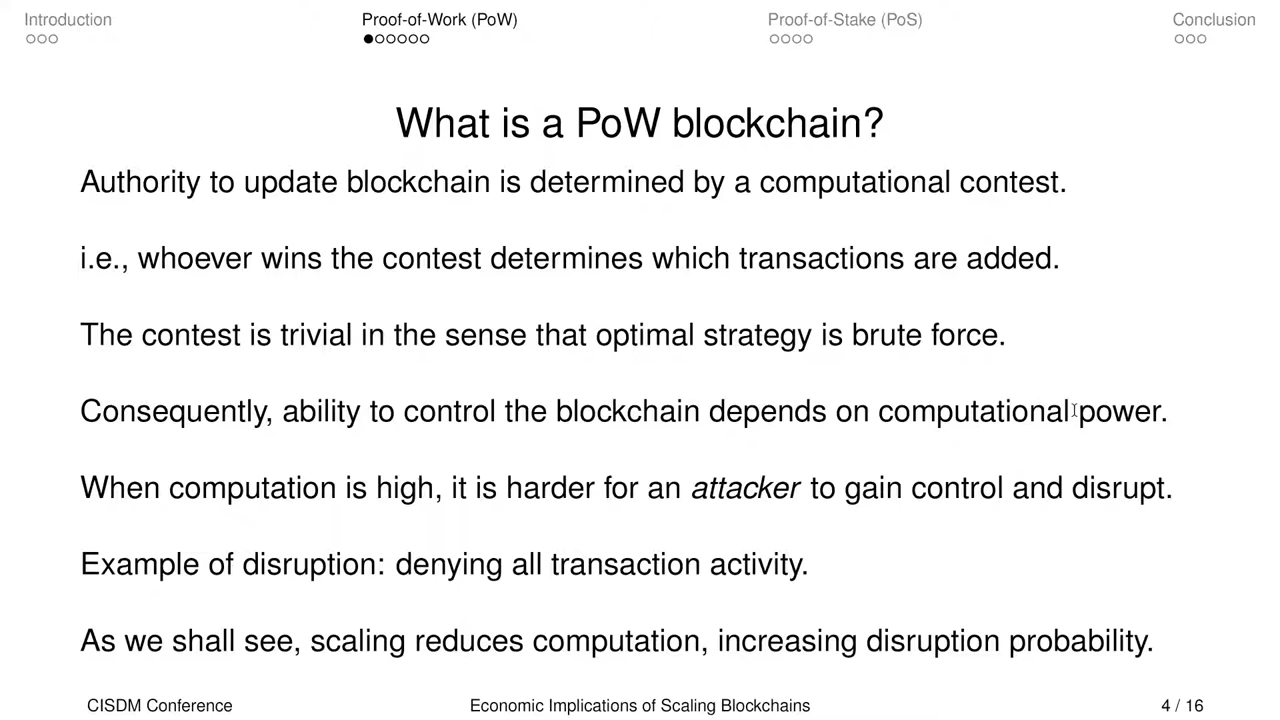 Introduction
Proof-of-Work (PoW)
Proof-of-Stake (PoS)
Conclusion
What is a PoW blockchain?
Authority to update blockchain is determined by a computational contest.
i.e., whoever wins the contest determines which transactions are added.
The contest is trivial in the sense that optimal strategy is brute force.
Consequently, ability to control the blockchain depends on computational power.
When computation is high, it is harder for an attacker to gain control and disrupt.
Example of disruption: denying all transaction activity.
As we shall see, scaling reduces computation, increasing disruption probability.
CISDM Conference
Economic Implications of Scaling Blockchains
4 / 16